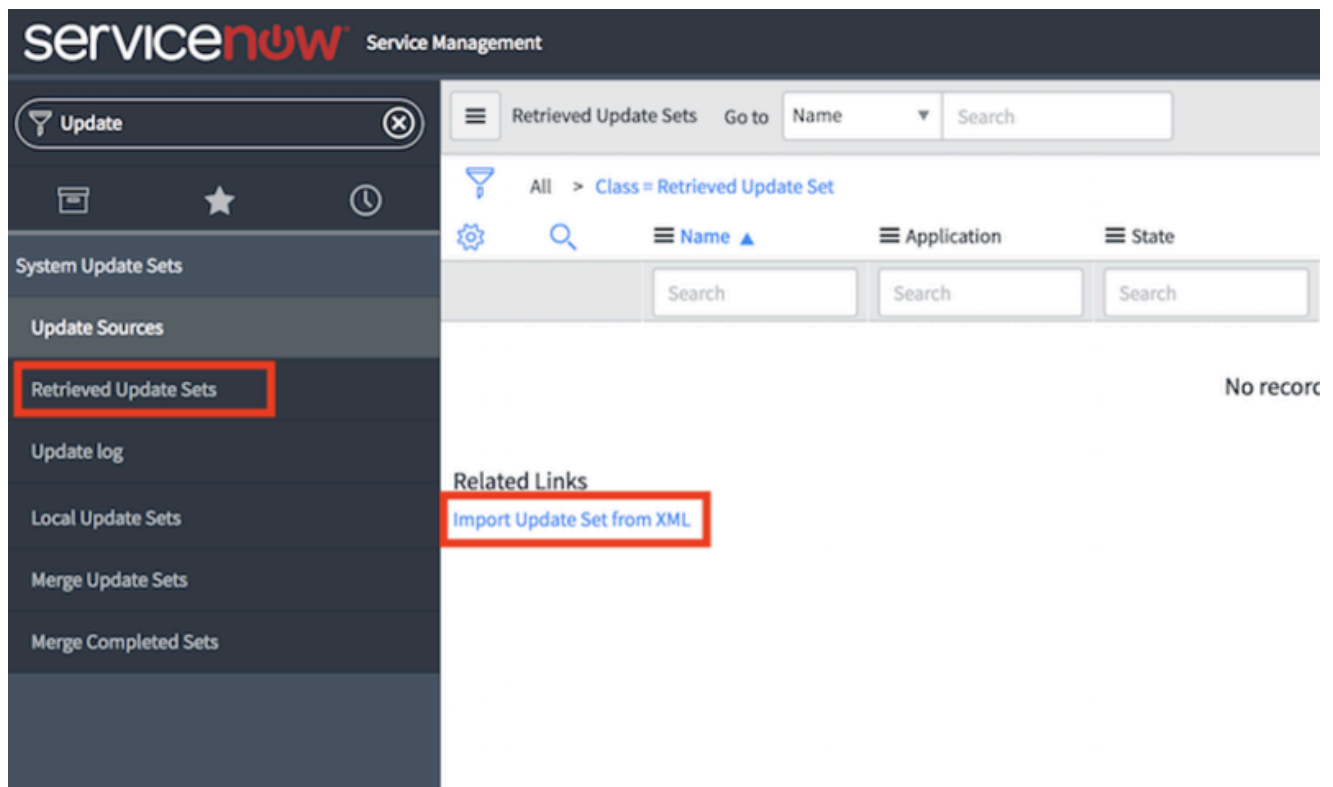 servicenow Service Management
Update
Retrieved Update Sets Go to Name Search
All > Class = Retrieved Update Set
Name Application State
Search Search Search
System Update Sets
Update Sources
Retrieved Update Sets
Update log
Local Update Sets
Merge Update Sets
Merge Completed Sets
No record
Related Links
Import Update Set from XML